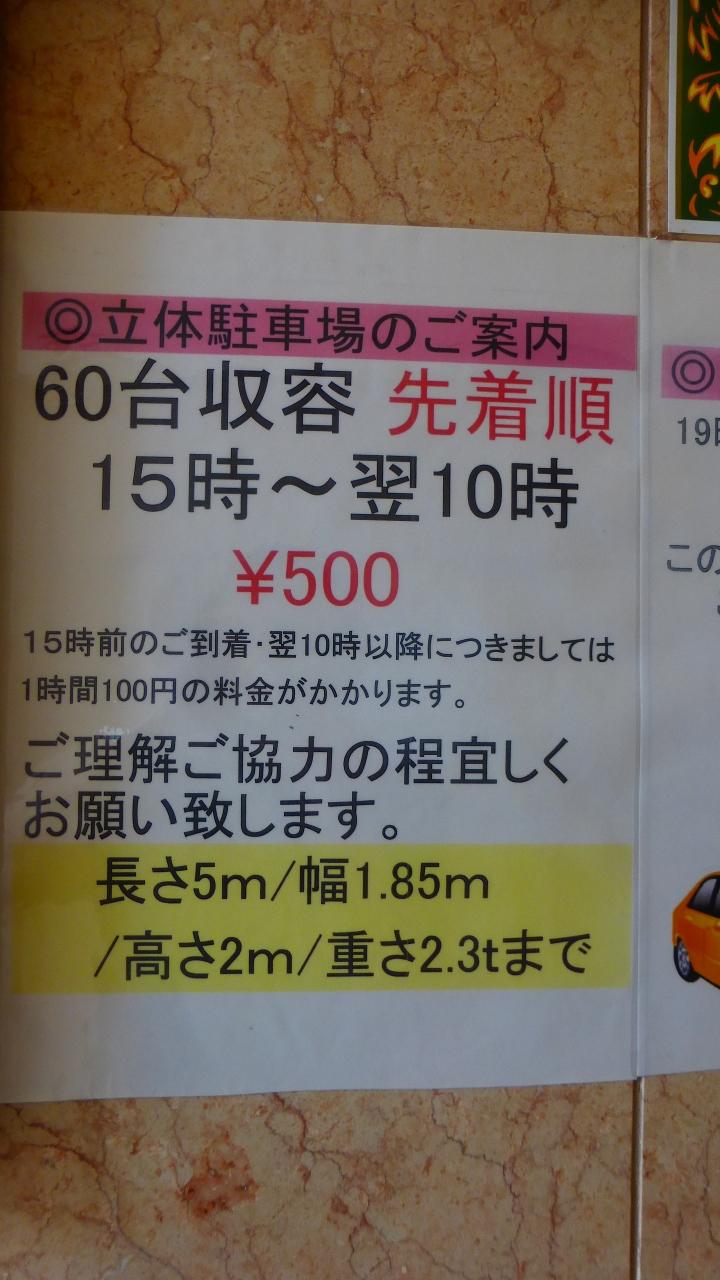 ◎立体駐車場のご案内
60台収容 先着順
15時～翌10時
¥500
15時前のご到着・翌10時以降につきましては
1時間100円の料金がかかります。
ご理解ご協力の程宜しく
お願い致します。
長さ5m/幅1.85m
/高さ2m/重さ2.3tまで
◎
19時
この